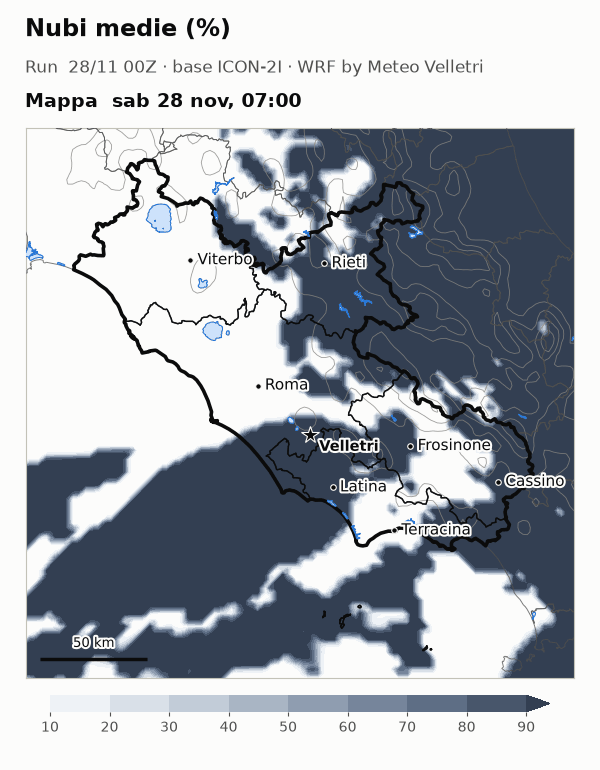 Nubi medie (%)
Run 28/11 00Z · base ICON-2I · WRF by Meteo Velletri
Mappa sab 28 nov, 07:00
Viterbo
Rieti
Roma
Velletri
Frosinone
Cassino
Latina
Terracina
50 km
10 20 30 40 50 60 70 80 90